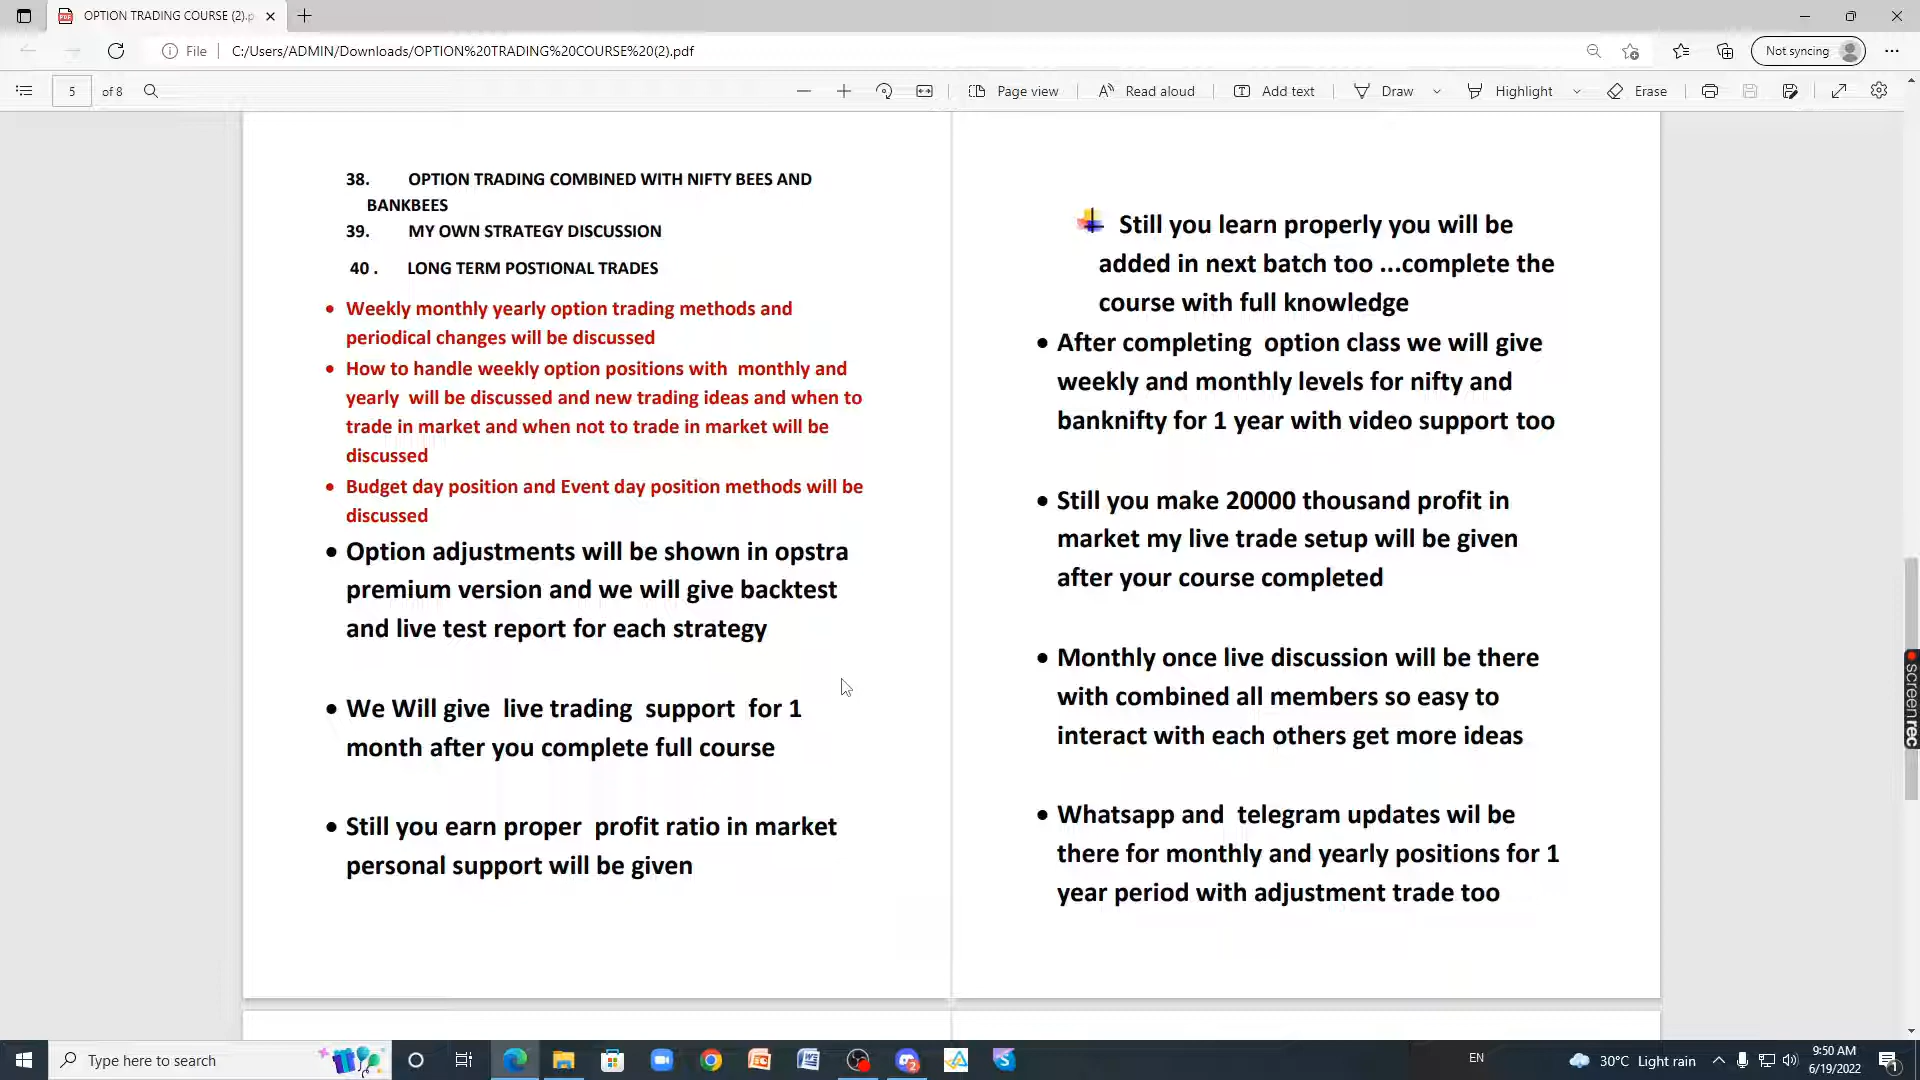 OPTION TRADING COURSE (2).p
File
C:/Users/ADMIN/Downloads/OPTION%20TRADING%20COURSE%20(2).pdf
Not syncing
5 of 8
Page view
Read aloud
Add text
Draw
Highlight
Erase
38. OPTION TRADING COMBINED WITH NIFTY BEES AND
BANKBEES
39. MY OWN STRATEGY DISCUSSION
40 . LONG TERM POSTIONAL TRADES
• Weekly monthly yearly option trading methods and
periodical changes will be discussed
• How to handle weekly option positions with monthly and
yearly will be discussed and new trading ideas and when to
trade in market and when not to trade in market will be
discussed
• Budget day position and Event day position methods will be
discussed
• Option adjustments will be shown in opstra
premium version and we will give backtest
and live test report for each strategy
• We Will give live trading support for 1
month after you complete full course
• Still you earn proper profit ratio in market
personal support will be given
Still you learn properly you will be
added in next batch too ...complete the
course with full knowledge
• After completing option class we will give
weekly and monthly levels for nifty and
banknifty for 1 year with video support too
• Still you make 20000 thousand profit in
market my live trade setup will be given
after your course completed
• Monthly once live discussion will be there
with combined all members so easy to
interact with each others get more ideas
• Whatsapp and telegram updates wil be
there for monthly and yearly positions for 1
year period with adjustment trade too
screenrec
Type here to search
EN
30°C Light rain
9:50 AM
6/19/2022